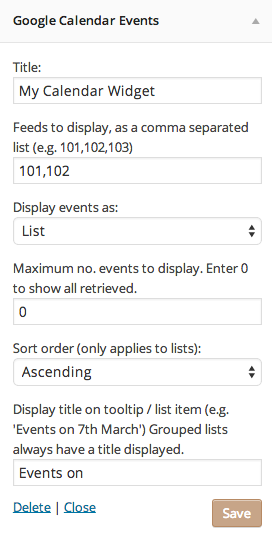 Google Calendar Events
Title:
My Calendar Widget
Feeds to display, as a comma separated
list (e.g. 101,102,103)
101,102
Display events as:
List
Maximum no. events to display. Enter 0
to show all retrieved.
0
Sort order (only applies to lists):
Ascending
Display title on tooltip / list item (e.g.
'Events on 7th March') Grouped lists
always have a title displayed.
Events on
Delete | Close
Save